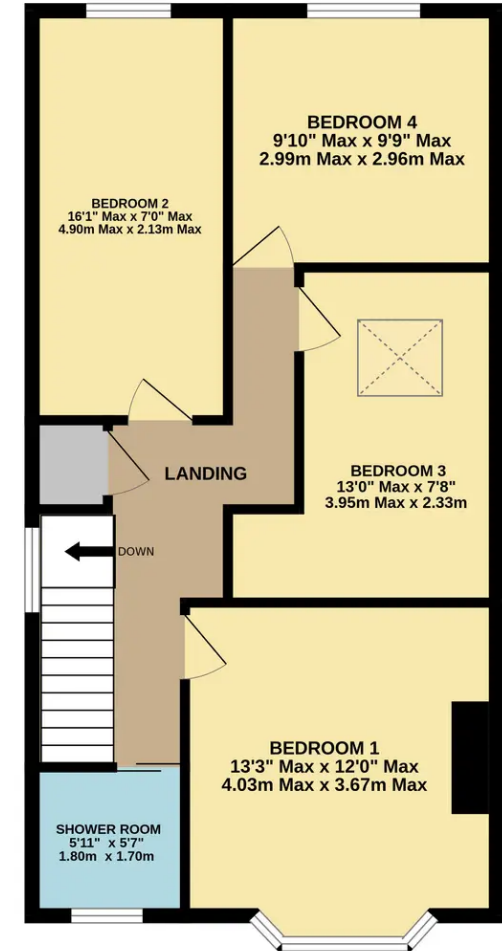 BEDROOM 4
9'10" Max x 9'9" Max
2.99m Max x 2.96m Max
BEDROOM 2
16'1" Max x 7'0" Max
4.90m Max x 2.13m Max
LANDING
BEDROOM 3
13'0" Max x 7'8"
3.95m Max x 2.33m
DOWN
BEDROOM 1
13'3" Max x 12'0" Max
4.03m Max x 3.67m Max
SHOWER ROOM
5'11" x 5'7"
1.80m x 1.70m